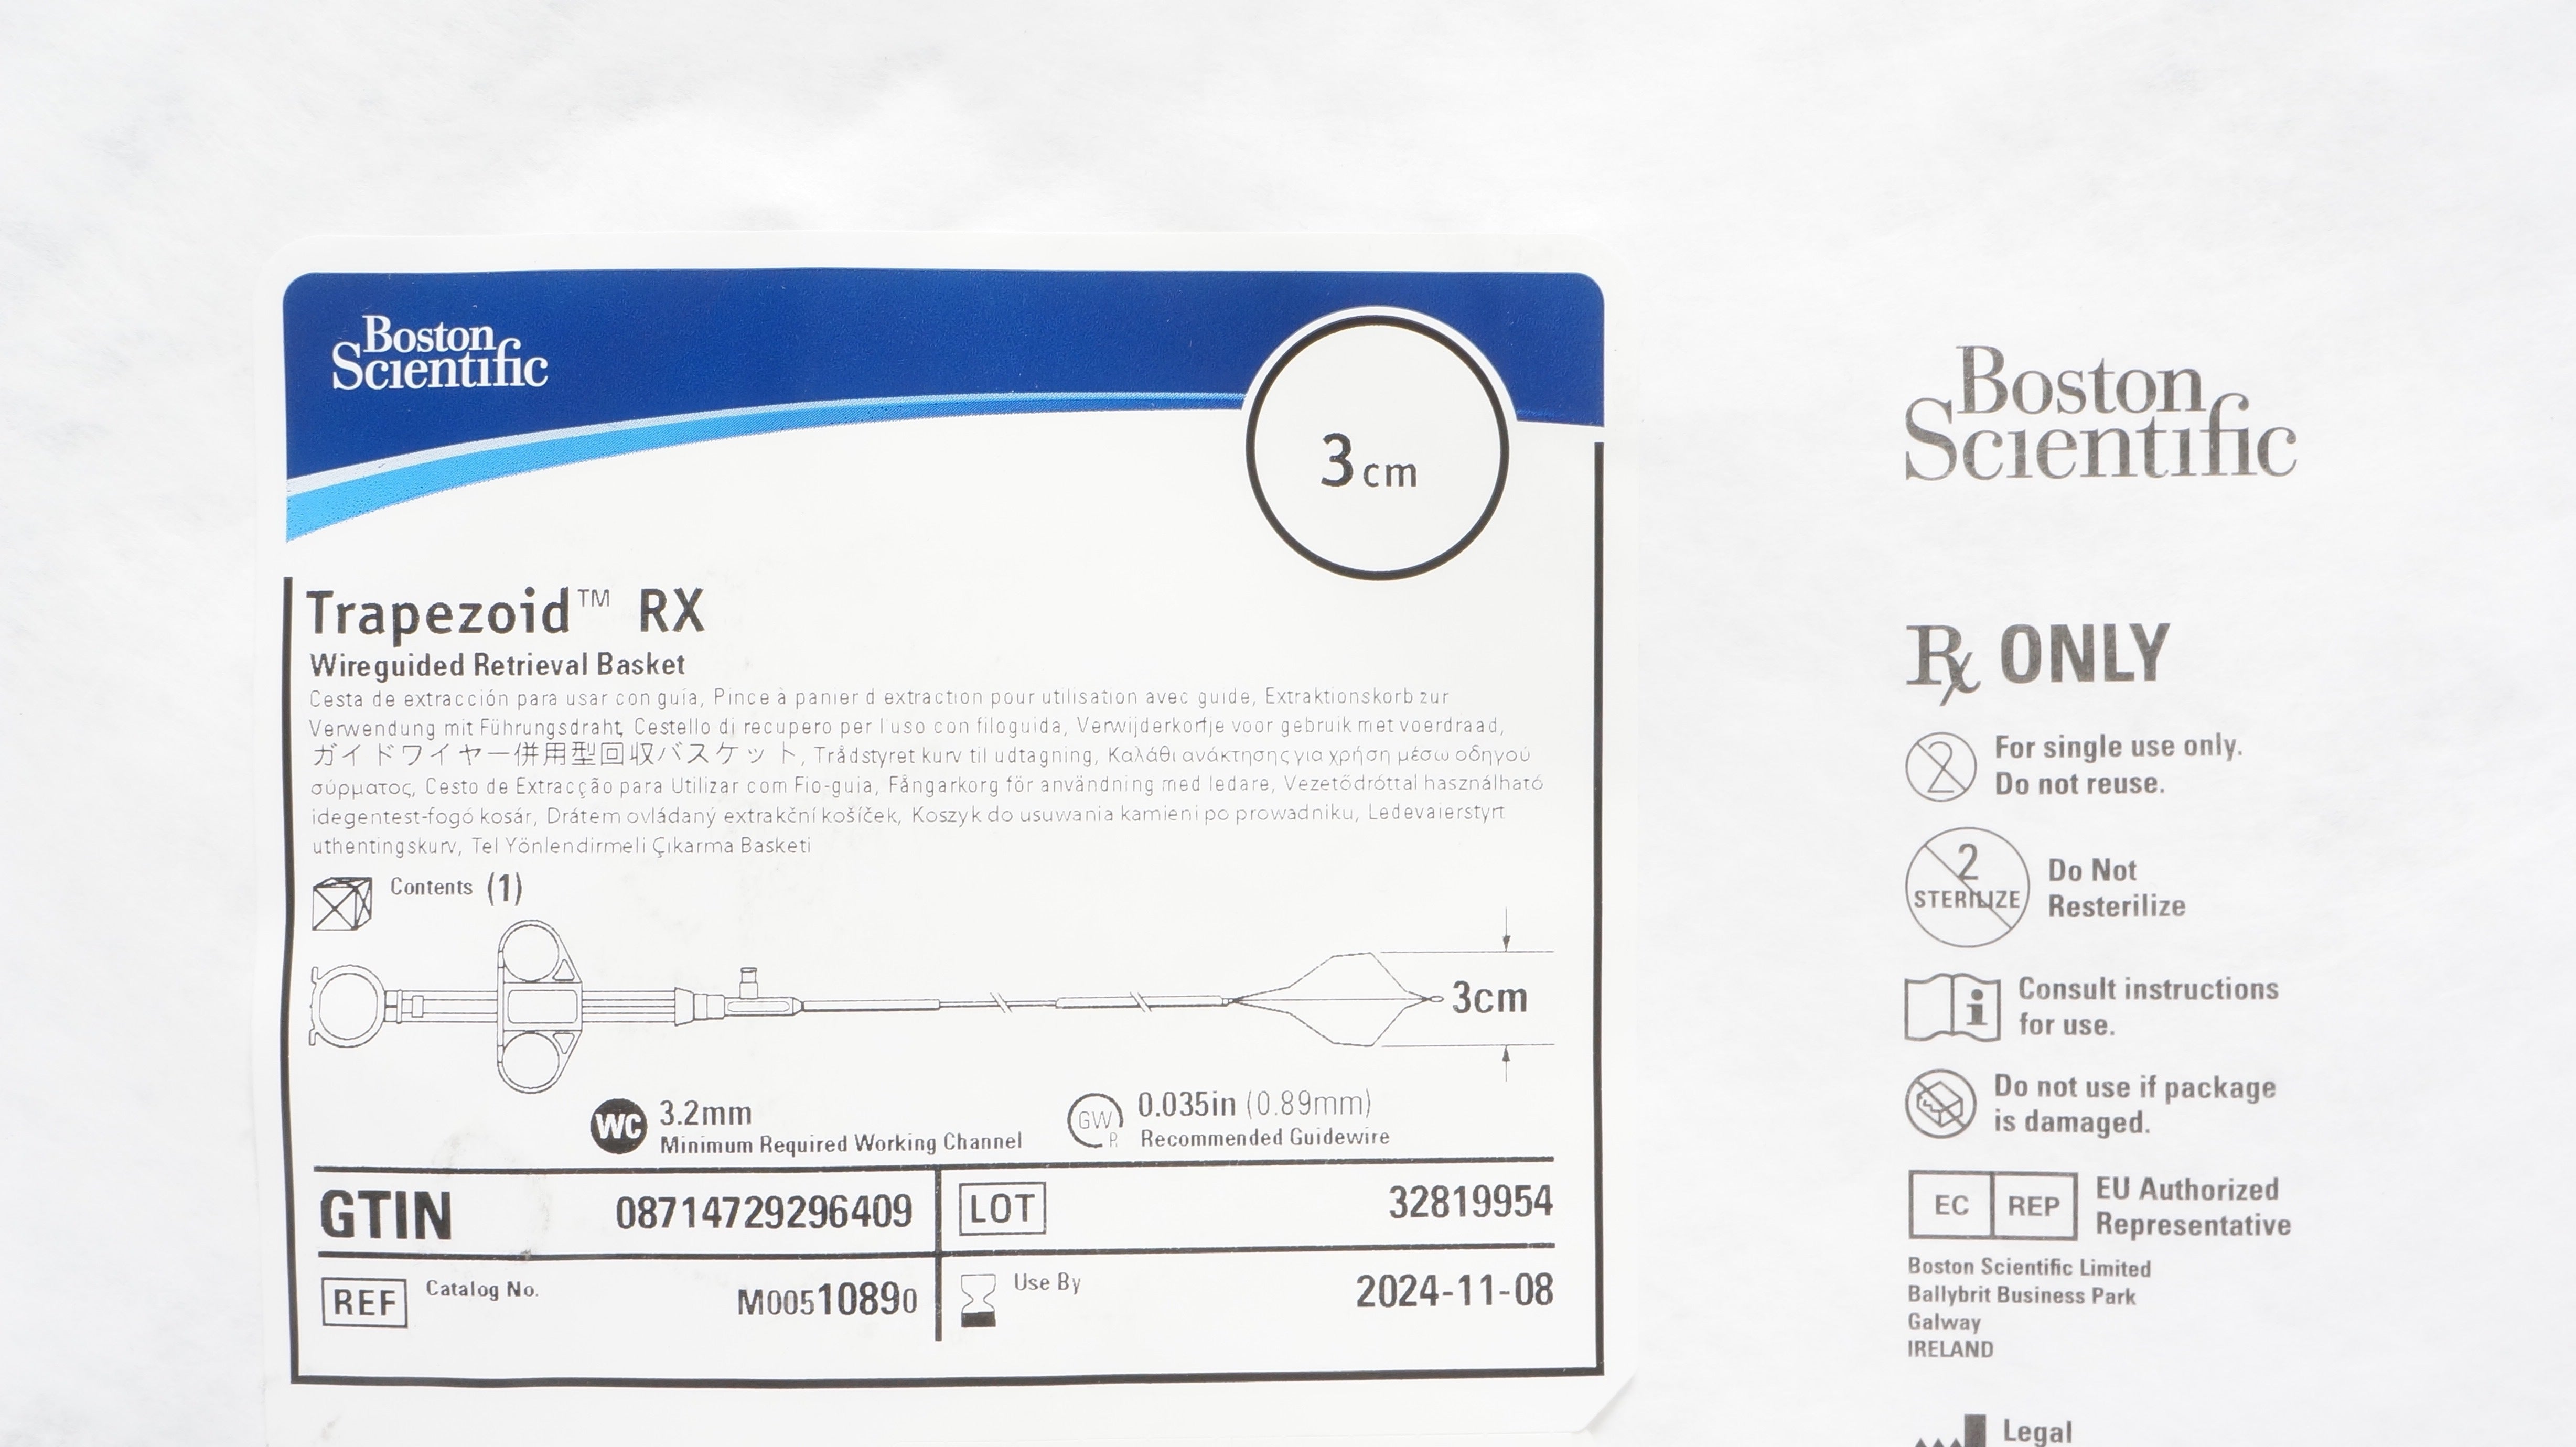 Boston
Scientific
3 cm
Trapezoid™ RX
Wireguided Retrieval Basket
Cesta de extracción para usar con guía, Pince à panier d extraction pour utilisation avec guide, Extraktionskorb zur
Verwendung mit Führungsdraht, Cestello di recupero per l'uso con filoguida, Verwijderkorfje voor gebruik met voerdraad,
ガイドワイヤー併用型回収バスケット, Trådstyret kurv til udtagning, Καλάθι ανάκτησης για χρήση μέσω οδηγού
σύρματος, Cesto de Extracção para Utilizar com Fio-guia, Fångarkorg för användning med ledare, Vezetődróttal használható
idegentest-fogó kosár, Drátem ovládaný extrakční košíček, Koszyk do usuwania kamieni po prowadniku, Ledevaierstyrt
uthentingskurv, Tel Yönlendirmeli Çıkarma Basketi
Contents (1)
3cm
WC 3.2mm
Minimum Required Working Channel
GW R 0.035in (0.89mm)
Recommended Guidewire
GTIN 08714729296409
LOT 32819954
REF Catalog No. M00510890
Use By 2024-11-08
Boston
Scientific
Rx ONLY
2 For single use only.
Do not reuse.
2
STERILIZE
Do Not
Resterilize
i Consult instructions
for use.
Do not use if package
is damaged.
EC REP EU Authorized
Representative
Boston Scientific Limited
Ballybrit Business Park
Galway
IRELAND
Legal